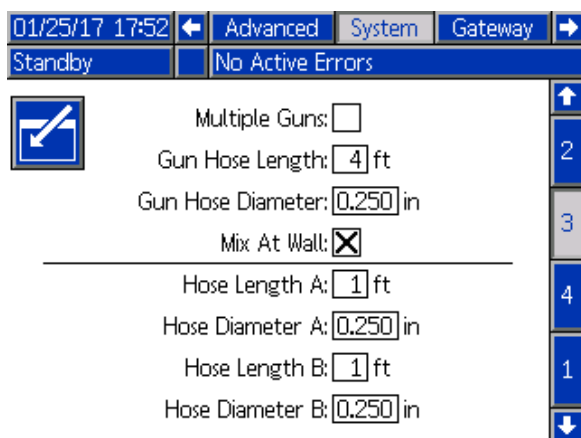 01/25/17 17:52 Advanced System Gateway
Standby No Active Errors
Multiple Guns:
Gun Hose Length: 4 ft
Gun Hose Diameter: 0.250 in
Mix At Wall:
Hose Length A: 1 ft
Hose Diameter A: 0.250 in
Hose Length B: 1 ft
Hose Diameter B: 0.250 in
2
3
4
1